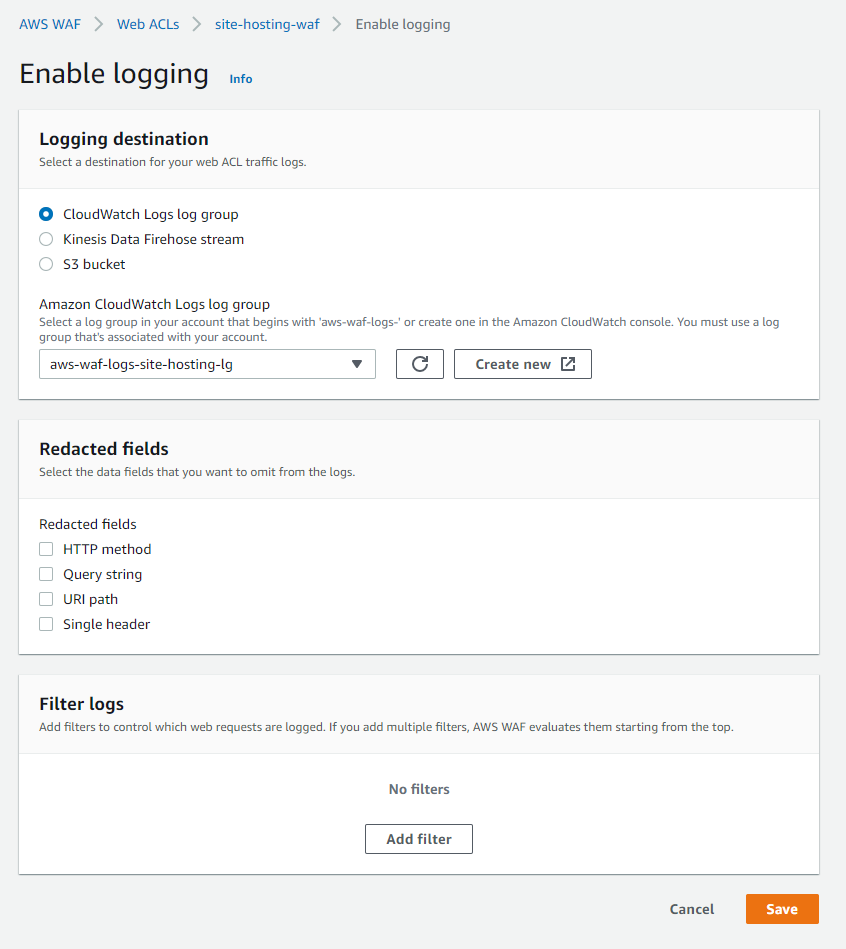 AWS WAF > Web ACLs > site-hosting-waf > Enable logging
Enable logging Info
Logging destination
Select a destination for your web ACL traffic logs.
CloudWatch Logs log group
Kinesis Data Firehose stream
S3 bucket
Amazon CloudWatch Logs log group
Select a log group in your account that begins with 'aws-waf-logs-' or create one in the Amazon CloudWatch console. You must use a log
group that's associated with your account.
aws-waf-logs-site-hosting-lg Create new
Redacted fields
Select the data fields that you want to omit from the logs.
Redacted fields
HTTP method
Query string
URI path
Single header
Filter logs
Add filters to control which web requests are logged. If you add multiple filters, AWS WAF evaluates them starting from the top.
No filters
Add filter
Cancel Save